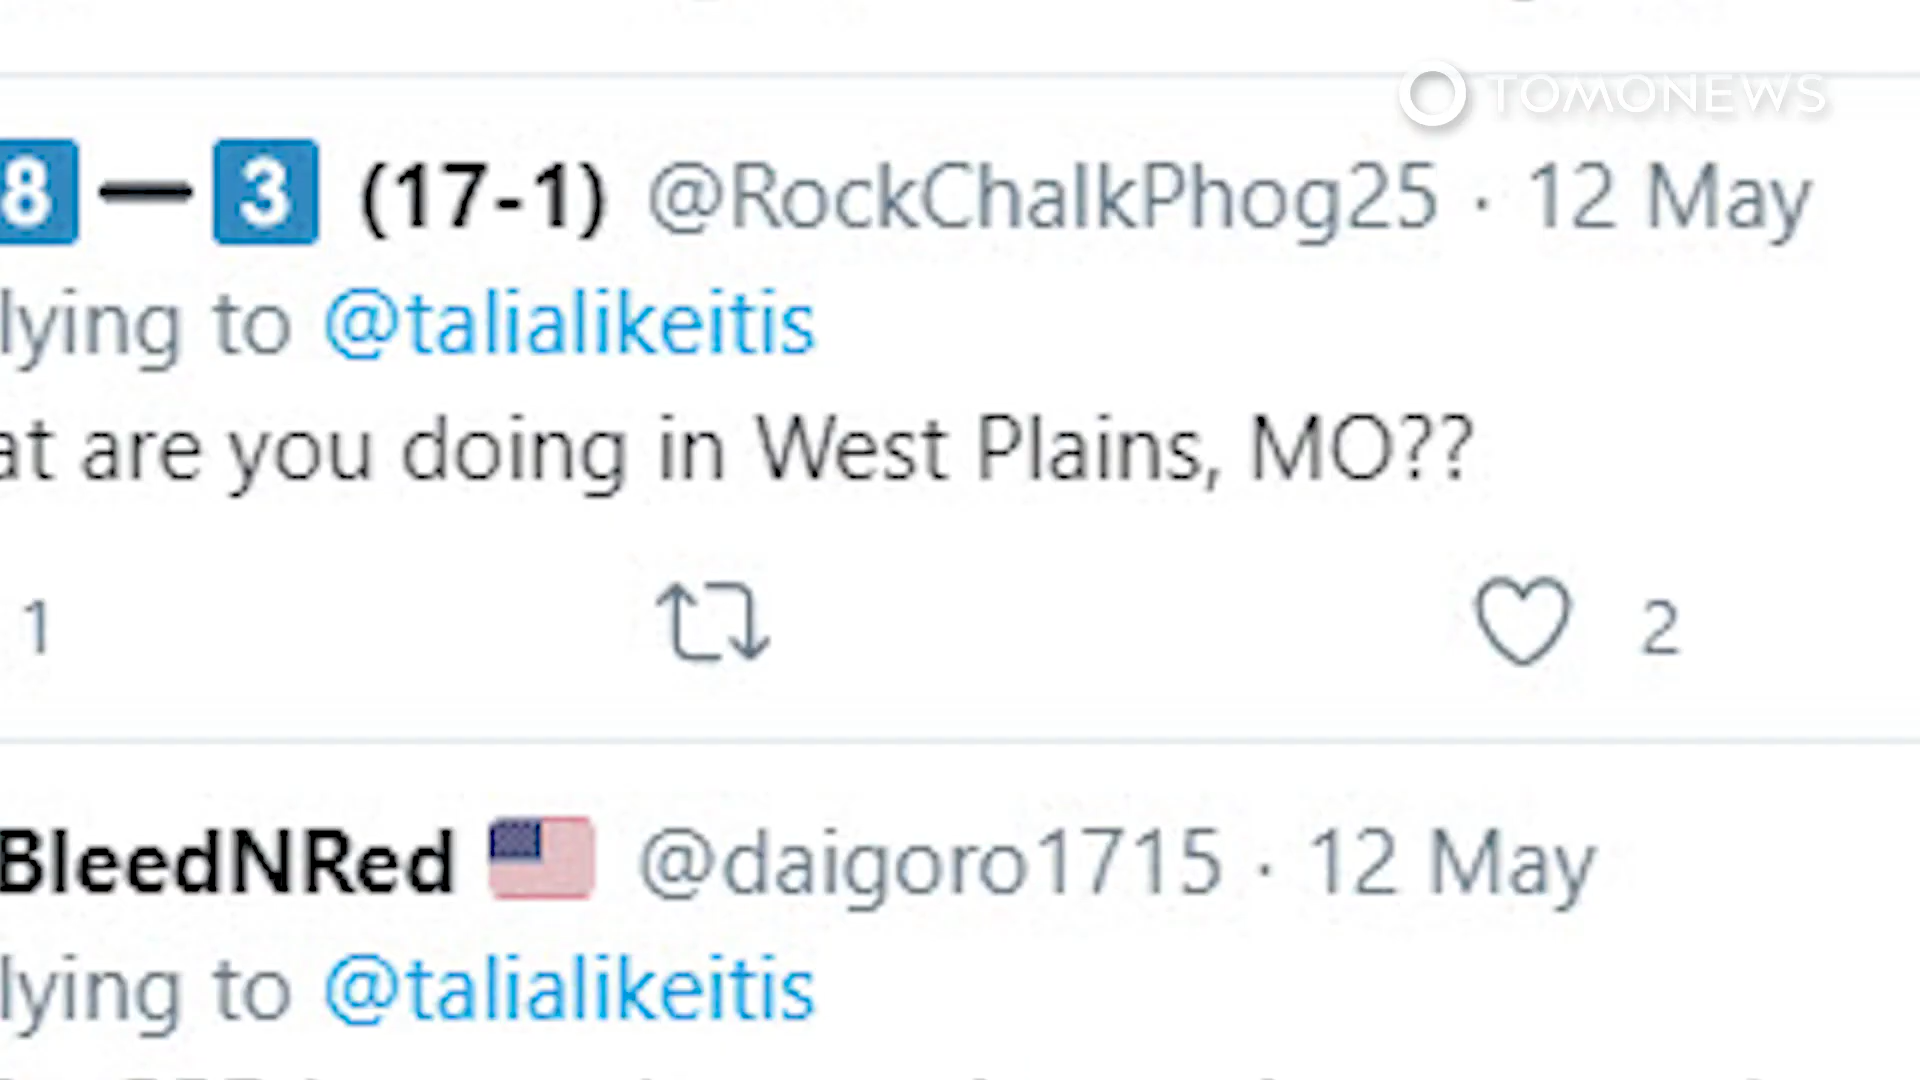 TOMONEWS
8 — 3 (17-1) @RockChalkPhog25 · 12 May
lying to @talialikeitis
at are you doing in West Plains, MO??
1 2
BleedNRed 🇺🇸 @daigoro1715 · 12 May
lying to @talialikeitis